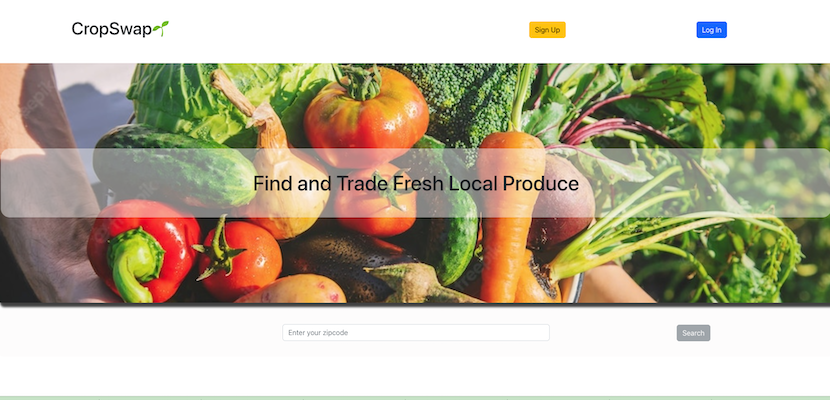 CropSwap
Sign Up
Log In
Find and Trade Fresh Local Produce
Enter your zipcode
Search